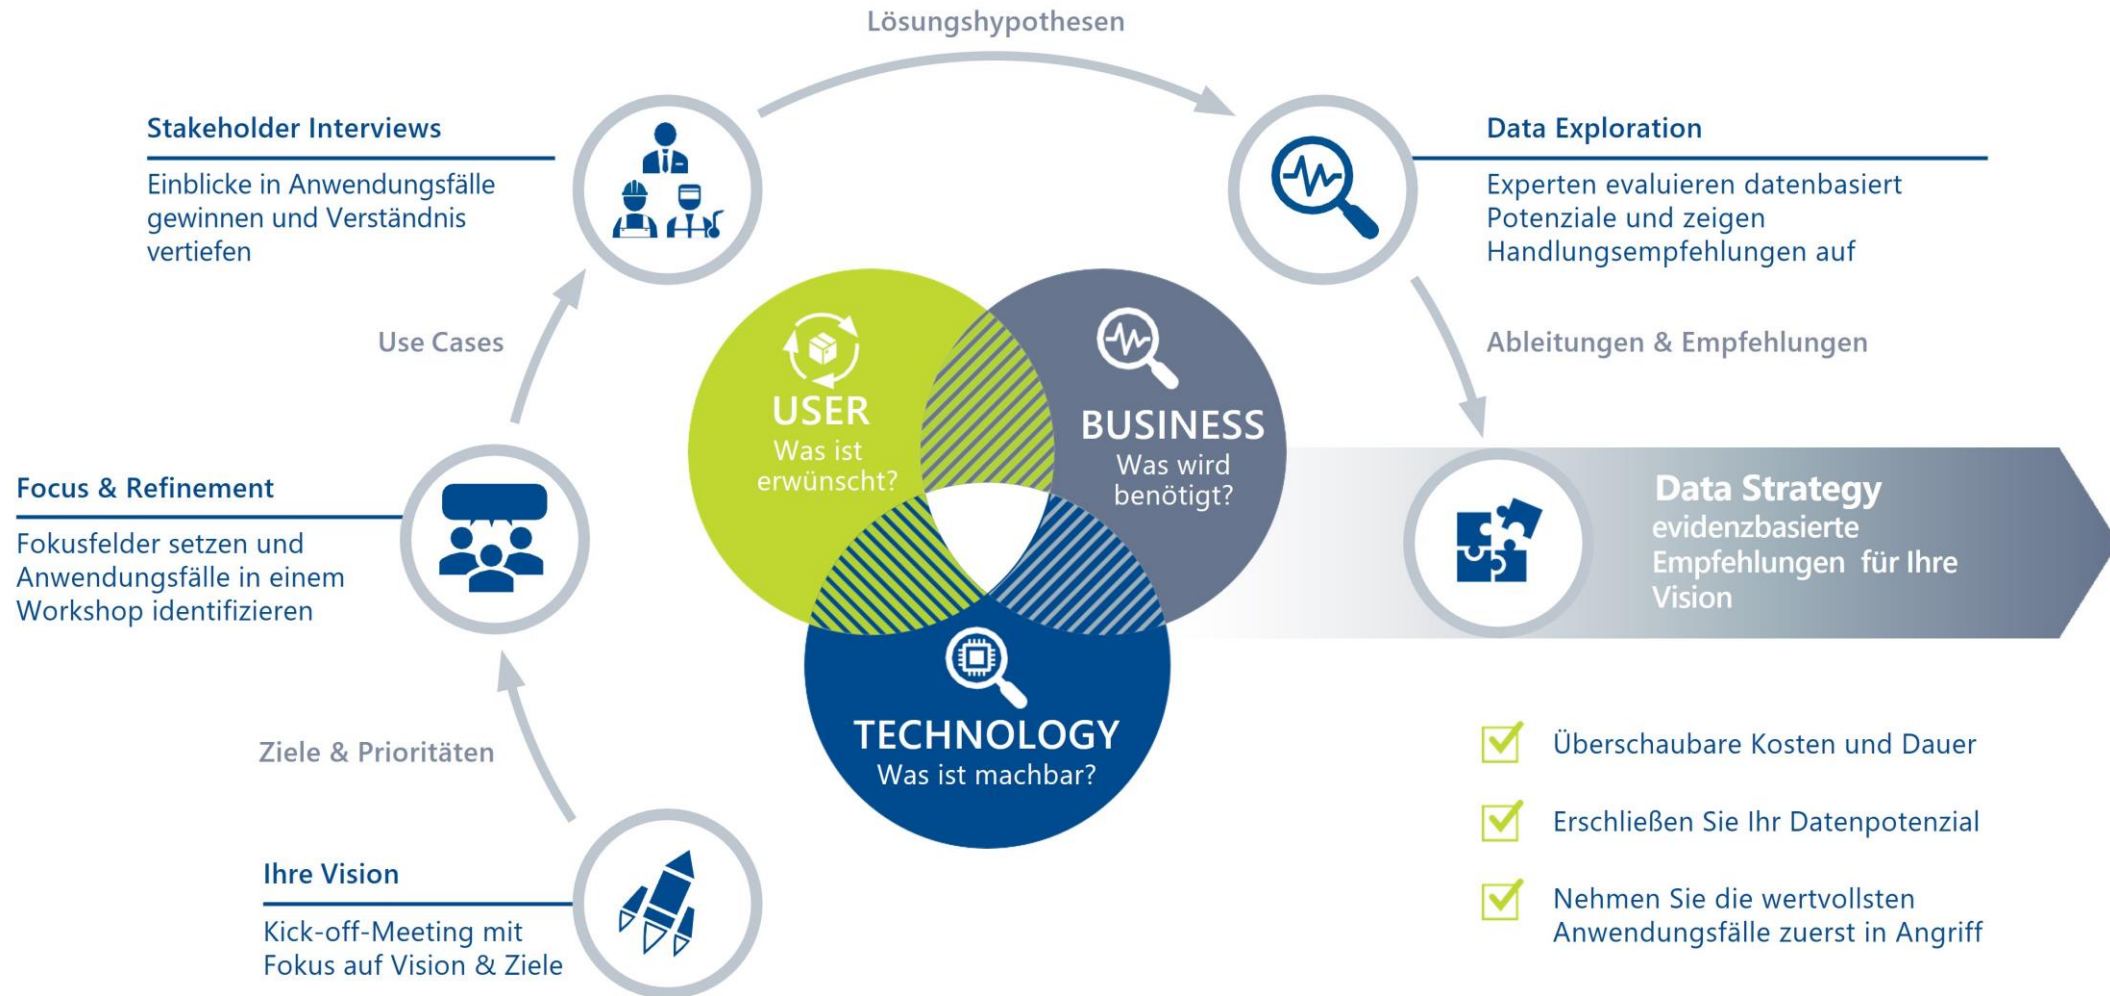 Lösungshypothesen
Stakeholder Interviews
Einblicke in Anwendungsfälle
gewinnen und Verständnis
vertiefen
Data Exploration
Experten evaluieren datenbasiert
Potenziale und zeigen
Handlungsempfehlungen auf
Use Cases
Ableitungen & Empfehlungen
USER
Was ist
erwünscht?
BUSINESS
Was wird
benötigt?
TECHNOLOGY
Was ist machbar?
Focus & Refinement
Fokusfelder setzen und
Anwendungsfälle in einem
Workshop identifizieren
Data Strategy
evidenzbasierte
Empfehlungen für Ihre
Vision
Ziele & Prioritäten
Ihre Vision
Kick-off-Meeting mit
Fokus auf Vision & Ziele
Überschaubare Kosten und Dauer
Erschließen Sie Ihr Datenpotenzial
Nehmen Sie die wertvollsten
Anwendungsfälle zuerst in Angriff